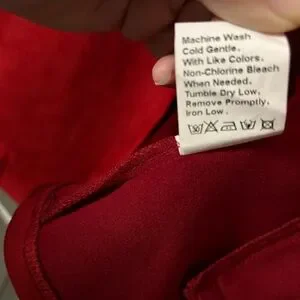 Machine Wash
Cold Gentle.
With Like Colors.
Non-Chlorine Bleach
When Needed.
Tumble Dry Low.
Remove Promptly.
Iron Low.